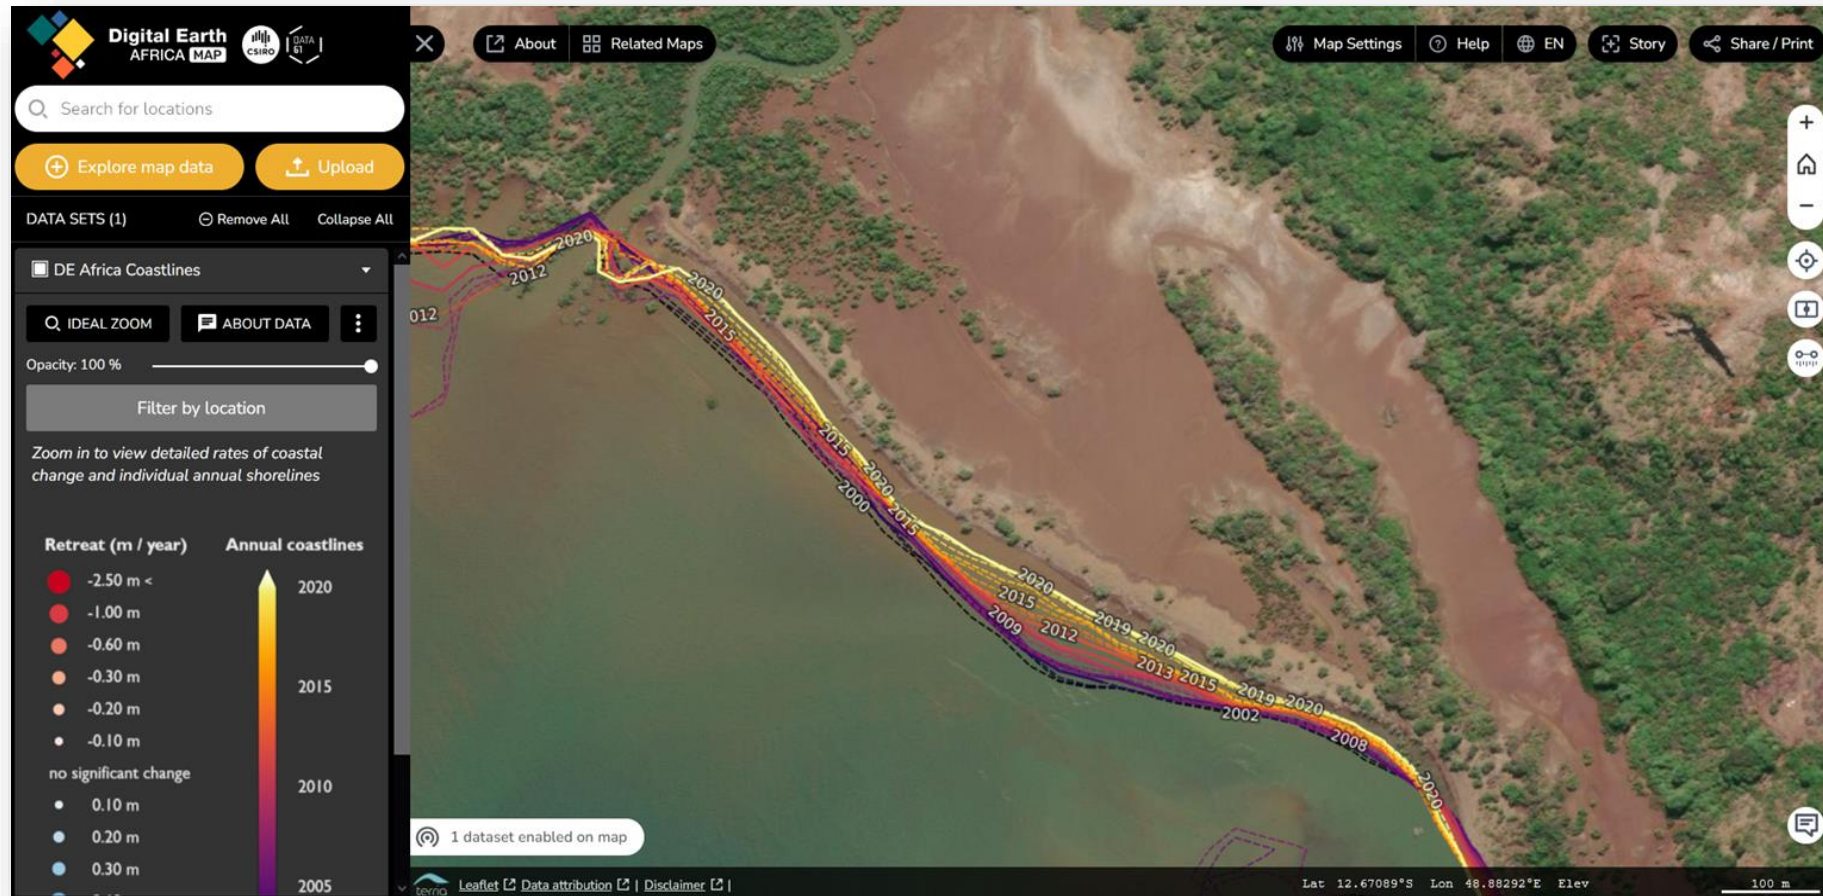 Digital Earth
AFRICA MAP
CSIRO
DATA
61
About
Related Maps
Map Settings
Help
EN
Story
Share / Print
Search for locations
Explore map data
Upload
DATA SETS (1)
Remove All
Collapse All
DE Africa Coastlines
IDEAL ZOOM
ABOUT DATA
Opacity: 100 %
Filter by location
Zoom in to view detailed rates of coastal
change and individual annual shorelines
Retreat (m / year)
Annual coastlines
-2.50 m <
-1.00 m
-0.60 m
-0.30 m
-0.20 m
-0.10 m
no significant change
0.10 m
0.20 m
0.30 m
2020
2015
2010
2005
2020
2012
012
2020
2015
2015
2020
2000
2015
2020
2015
2009
2012
2019
2020
2013
2015
2019
2020
2002
2008
2020
1 dataset enabled on map
terria
Leaflet
Data attribution
|
Disclaimer
|
Lat 12.67089°S Lon 48.88292°E Elev
100 m